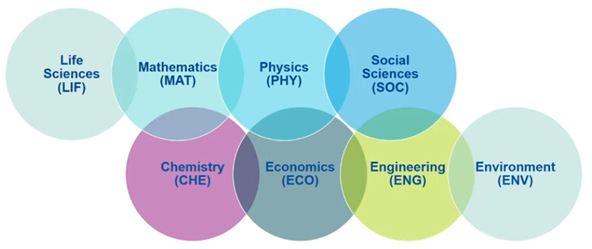 Life
Sciences
(LIF)
Mathematics
(MAT)
Physics
(PHY)
Social
Sciences
(SOC)
Chemistry
(CHE)
Economics
(ECO)
Engineering
(ENG)
Environment
(ENV)